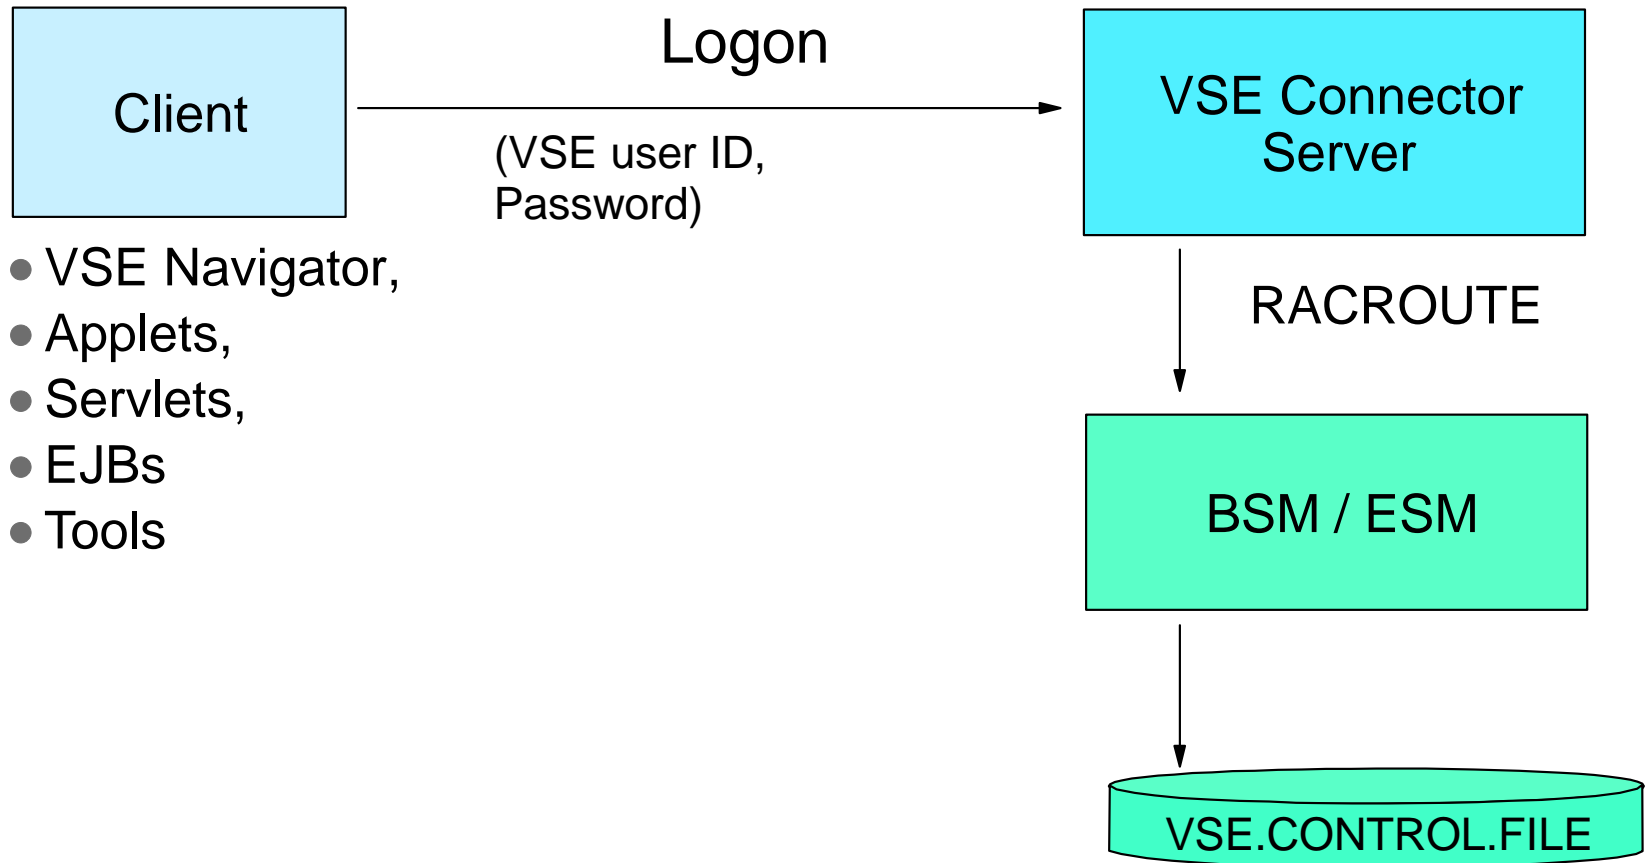 Client
Logon
(VSE user ID,
Password)
VSE Connector
Server
VSE Navigator,
Applets,
Servlets,
EJBs
Tools
RACROUTE
BSM / ESM
VSE.CONTROL.FILE